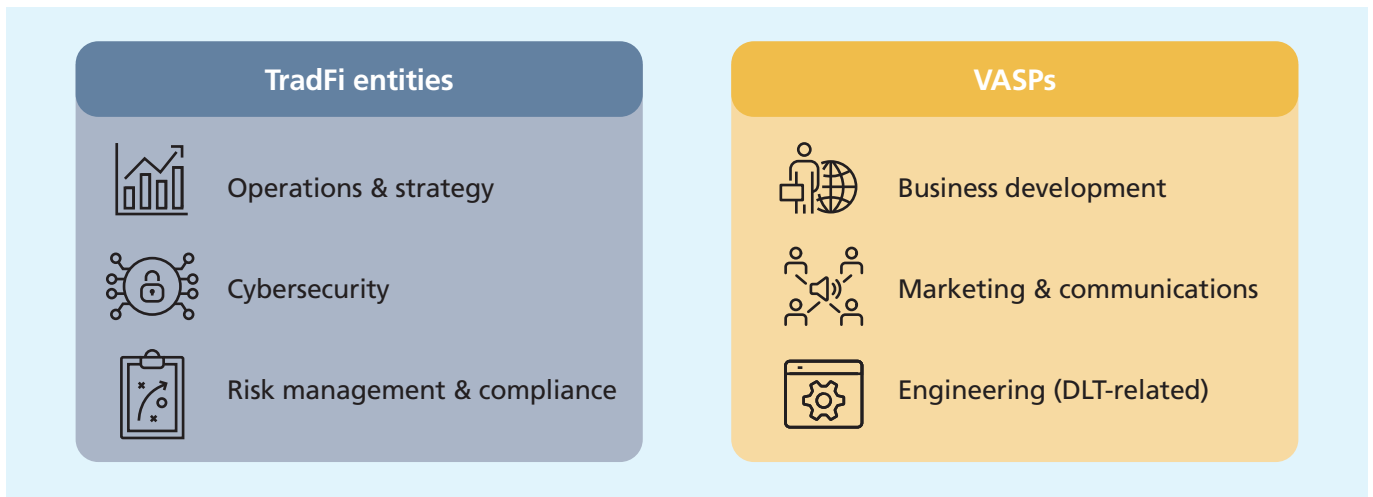 TradFi entities
Operations & strategy
Cybersecurity
Risk management & compliance
VASPs
Business development
Marketing & communications
Engineering (DLT-related)